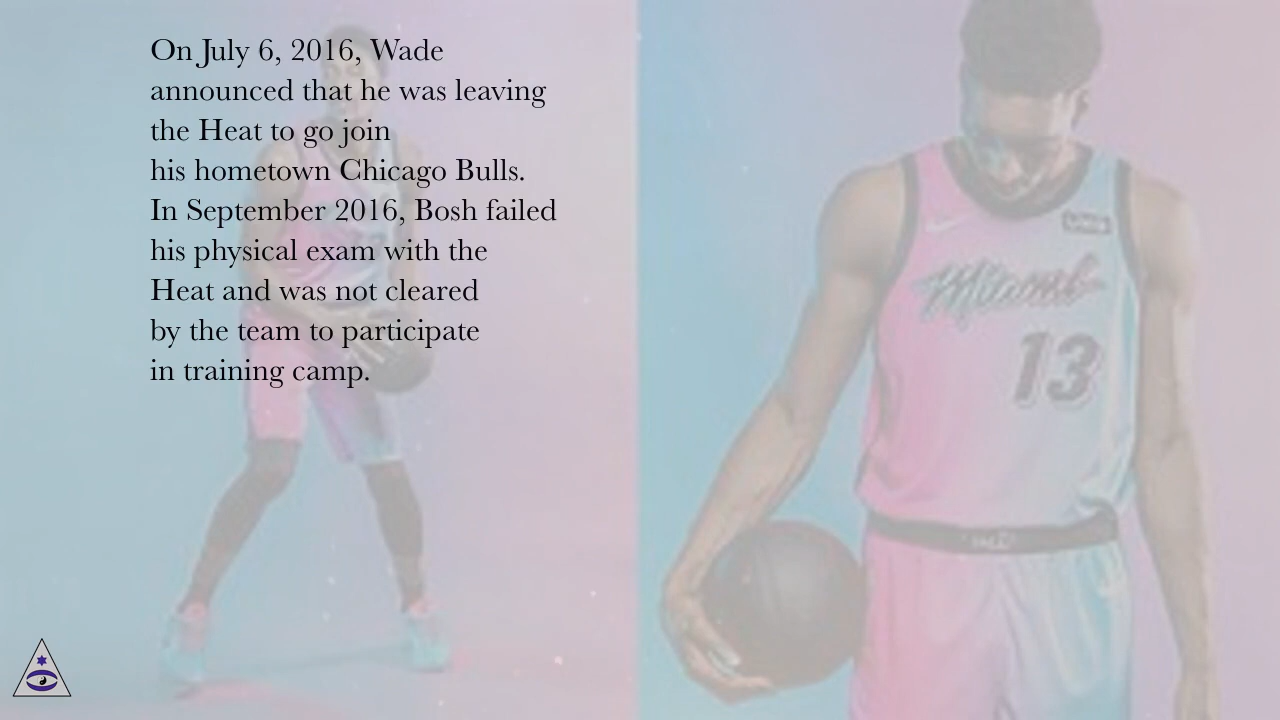 On July 6, 2016, Wade
announced that he was leaving
the Heat to go join
his hometown Chicago Bulls.
In September 2016, Bosh failed
his physical exam with the
Heat and was not cleared
by the team to participate
in training camp.
Miami
13